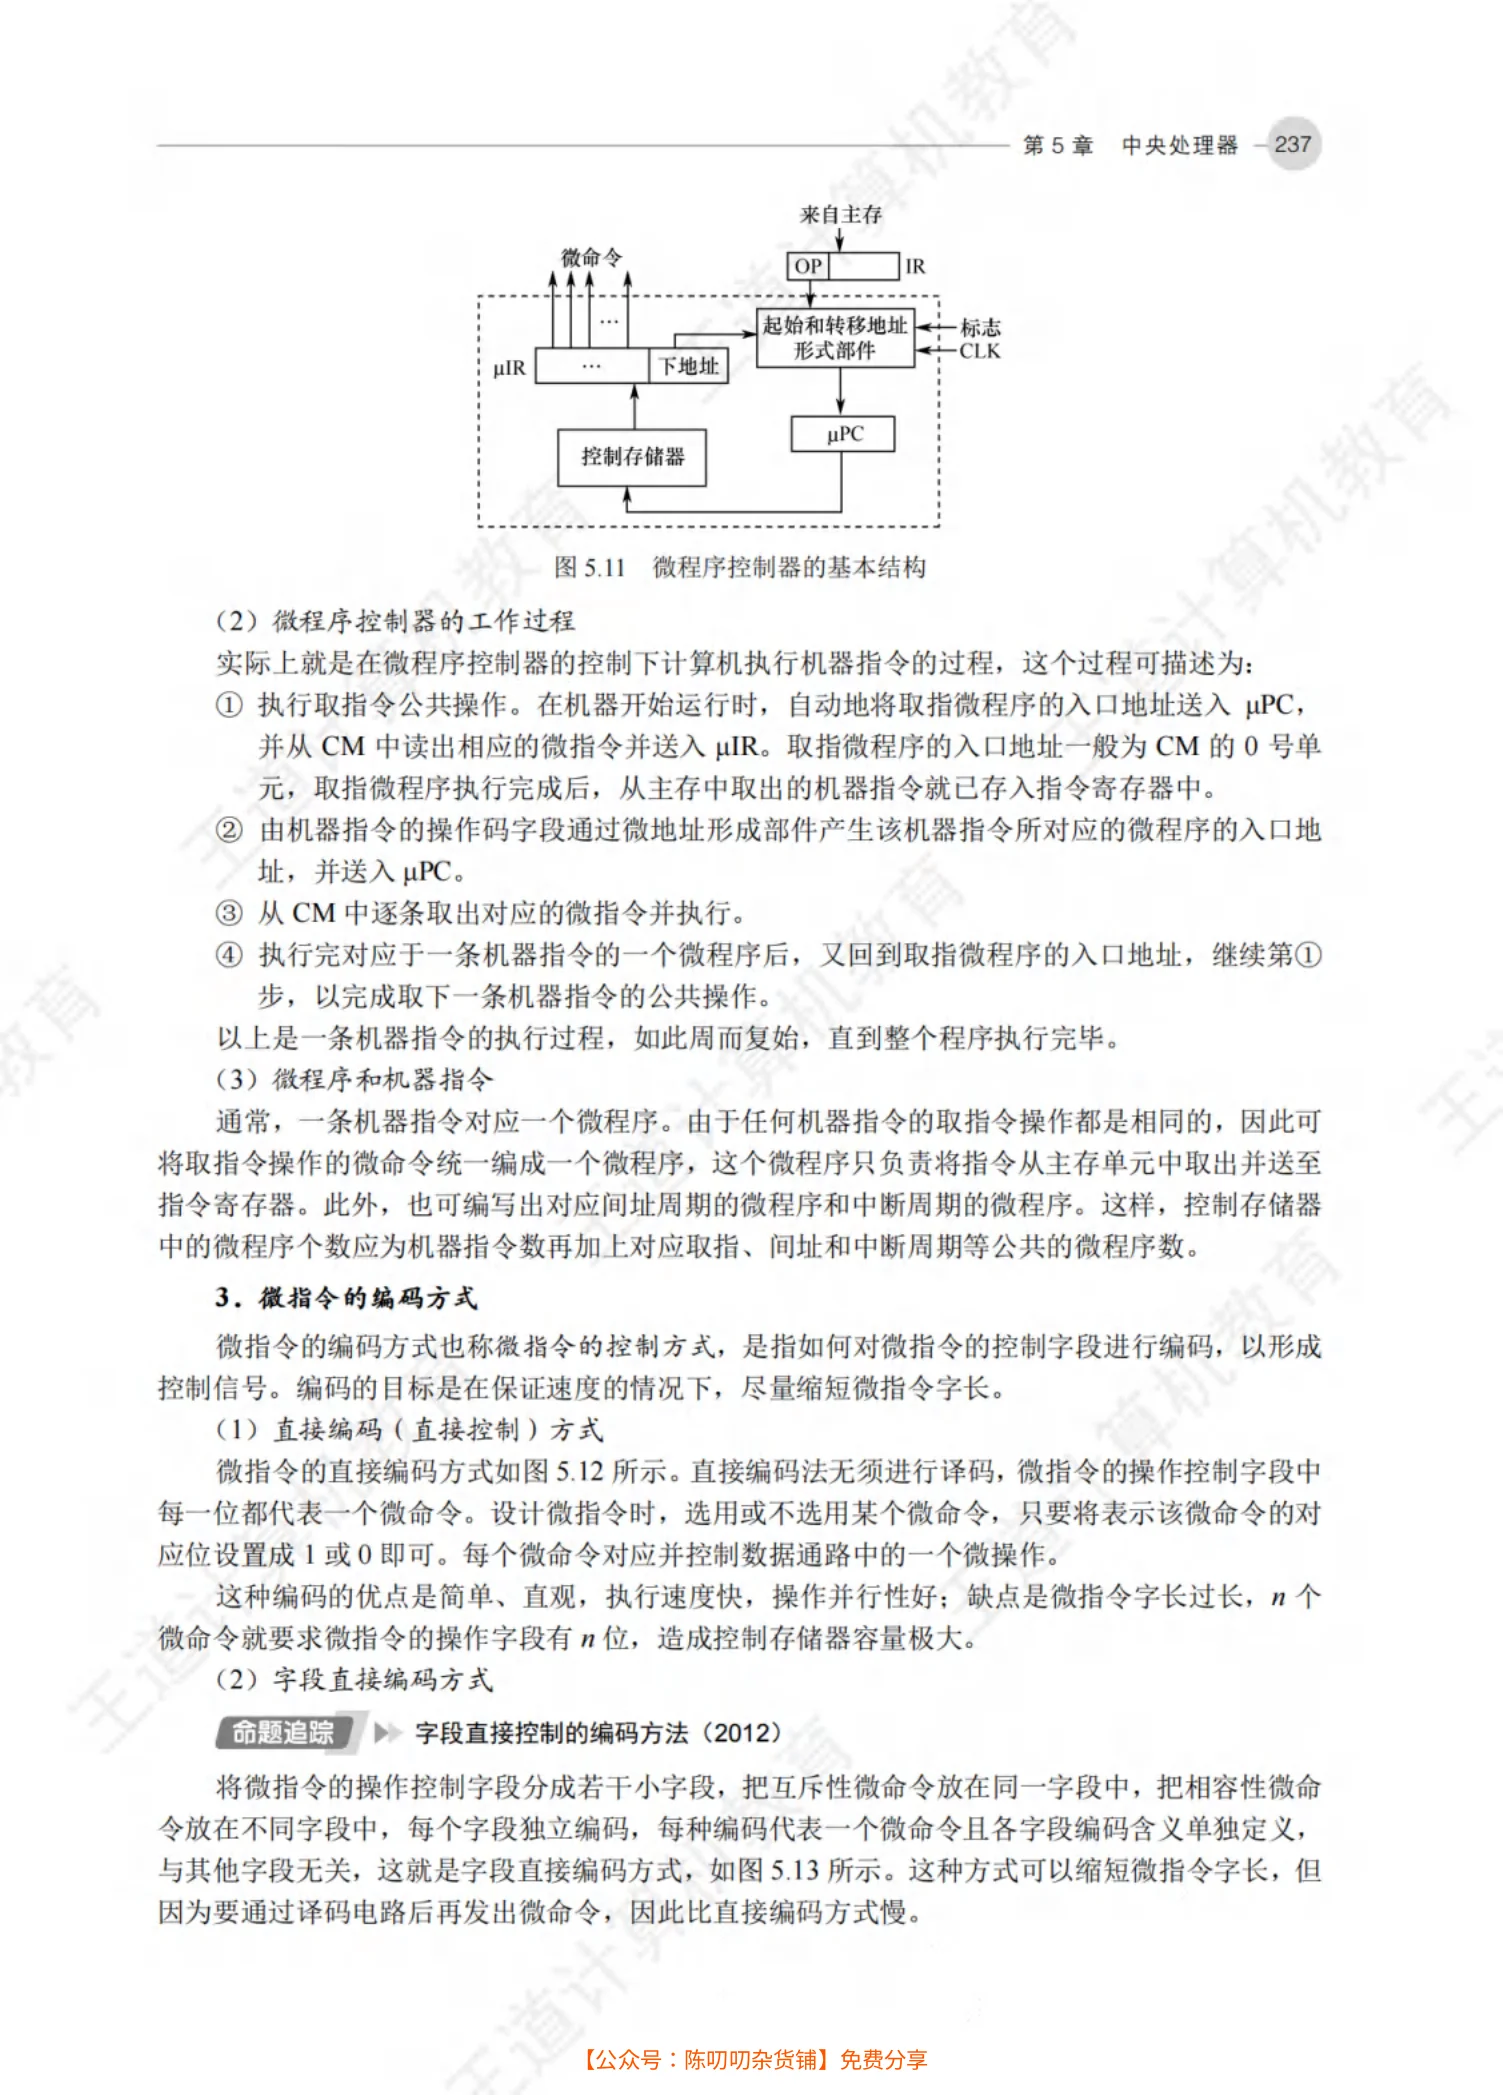 第 5 章 中央处理器 237
来自主存
微命令
OP IR
…
起始和转移地址
形式部件
标志
CLK
μIR … 下地址
μPC
控制存储器
图 5.11 微程序控制器的基本结构
（2）微程序控制器的工作过程
实际上就是在微程序控制器的控制下计算机执行机器指令的过程，这个过程可描述为：
① 执行取指令公共操作。在机器开始运行时，自动地将取指微程序的入口地址送入 μPC，
并从 CM 中读出相应的微指令并送入 μIR。取指微程序的入口地址一般为 CM 的 0 号单
元，取指微程序执行完成后，从主存中取出的机器指令就已存入指令寄存器中。
② 由机器指令的操作码字段通过微地址形成部件产生该机器指令所对应的微程序的入口地
址，并送入 μPC。
③ 从 CM 中逐条取出对应的微指令并执行。
④ 执行完对应于一条机器指令的一个微程序后，又回到取指微程序的入口地址，继续第①
步，以完成取下一条机器指令的公共操作。
以上是一条机器指令的执行过程，如此周而复始，直到整个程序执行完毕。
（3）微程序和机器指令
通常，一条机器指令对应一个微程序。由于任何机器指令的取指令操作都是相同的，因此可
将取指令操作的微命令统一编成一个微程序，这个微程序只负责将指令从主存单元中取出并送至
指令寄存器。此外，也可编写出对应间址周期的微程序和中断周期的微程序。这样，控制存储器
中的微程序个数应为机器指令数再加上对应取指、间址和中断周期等公共的微程序数。
3．微指令的编码方式
微指令的编码方式也称微指令的控制方式，是指如何对微指令的控制字段进行编码，以形成
控制信号。编码的目标是在保证速度的情况下，尽量缩短微指令字长。
（1）直接编码（直接控制）方式
微指令的直接编码方式如图 5.12 所示。直接编码法无须进行译码，微指令的操作控制字段中
每一位都代表一个微命令。设计微指令时，选用或不选用某个微命令，只要将表示该微命令的对
应位设置成 1 或 0 即可。每个微命令对应并控制数据通路中的一个微操作。
这种编码的优点是简单、直观，执行速度快，操作并行性好；缺点是微指令字长过长，n 个
微命令就要求微指令的操作字段有 n 位，造成控制存储器容量极大。
（2）字段直接编码方式
命题追踪 字段直接控制的编码方法（2012）
将微指令的操作控制字段分成若干小字段，把互斥性微命令放在同一字段中，把相容性微命
令放在不同字段中，每个字段独立编码，每种编码代表一个微命令且各字段编码含义单独定义，
与其他字段无关，这就是字段直接编码方式，如图 5.13 所示。这种方式可以缩短微指令字长，但
因为要通过译码电路后再发出微命令，因此比直接编码方式慢。
【公众号：陈叨叨杂货铺】免费分享
王道计算机教育